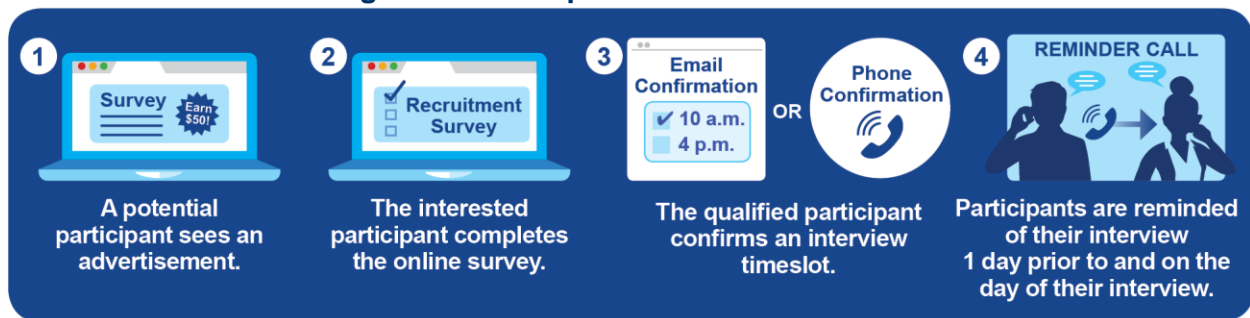 1
Survey
Earn
$50!
A potential
participant sees an
advertisement.
2
Recruitment
Survey
The interested
participant completes
the online survey.
3
Email
Confirmation
10 a.m.
4 p.m.
OR
Phone
Confirmation
The qualified participant
confirms an interview
timeslot.
4
REMINDER CALL
Participants are reminded
of their interview
1 day prior to and on the
day of their interview.